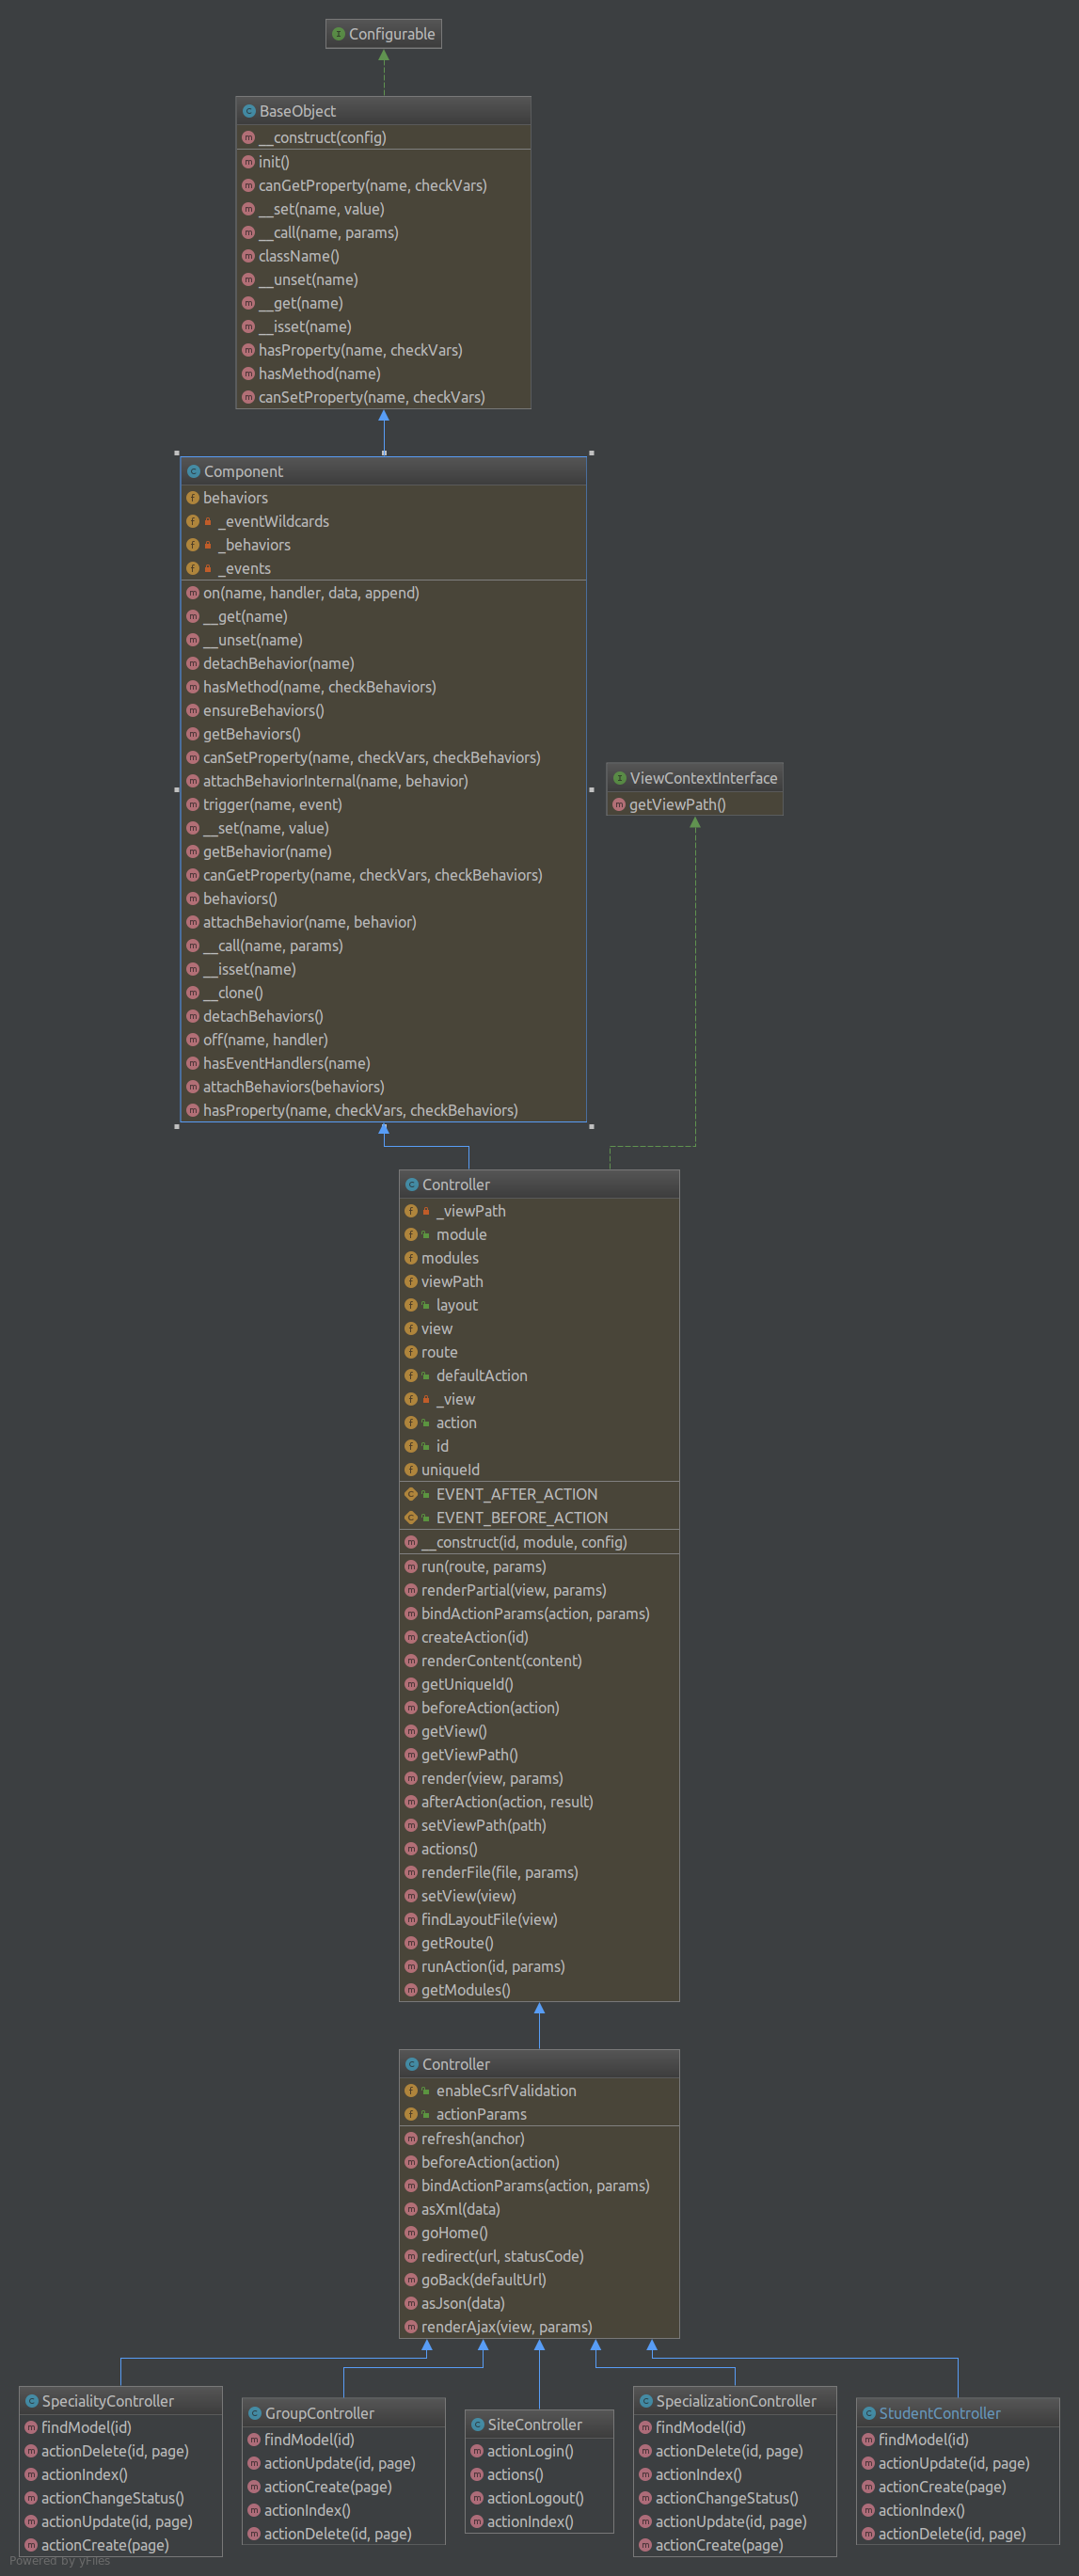 Configurable
BaseObject
__construct(config)
init()
canGetProperty(name, checkVars)
__set(name, value)
__call(name, params)
className()
__unset(name)
__get(name)
__isset(name)
hasProperty(name, checkVars)
hasMethod(name)
canSetProperty(name, checkVars)
Component
behaviors
_eventWildcards
_behaviors
_events
on(name, handler, data, append)
__get(name)
__unset(name)
detachBehavior(name)
hasMethod(name, checkBehaviors)
ensureBehaviors()
getBehaviors()
canSetProperty(name, checkVars, checkBehaviors)
attachBehaviorInternal(name, behavior)
trigger(name, event)
__set(name, value)
getBehavior(name)
canGetProperty(name, checkVars, checkBehaviors)
behaviors()
attachBehavior(name, behavior)
__call(name, params)
__isset(name)
__clone()
detachBehaviors()
off(name, handler)
hasEventHandlers(name)
attachBehaviors(behaviors)
hasProperty(name, checkVars, checkBehaviors)
ViewContextInterface
getViewPath()
Controller
_viewPath
module
modules
viewPath
layout
view
route
defaultAction
_view
action
id
uniqueId
EVENT_AFTER_ACTION
EVENT_BEFORE_ACTION
__construct(id, module, config)
run(route, params)
renderPartial(view, params)
bindActionParams(action, params)
createAction(id)
renderContent(content)
getUniqueId()
beforeAction(action)
getView()
getViewPath()
render(view, params)
afterAction(action, result)
setViewPath(path)
actions()
renderFile(file, params)
setView(view)
findLayoutFile(view)
getRoute()
runAction(id, params)
getModules()
Controller
enableCsrfValidation
actionParams
refresh(anchor)
beforeAction(action)
bindActionParams(action, params)
asXml(data)
goHome()
redirect(url, statusCode)
goBack(defaultUrl)
asJson(data)
renderAjax(view, params)
SpecialityController
findModel(id)
actionDelete(id, page)
actionIndex()
actionChangeStatus()
actionUpdate(id, page)
actionCreate(page)
GroupController
findModel(id)
actionUpdate(id, page)
actionCreate(page)
actionIndex()
actionDelete(id, page)
SiteController
actionLogin()
actions()
actionLogout()
actionIndex()
SpecializationController
findModel(id)
actionDelete(id, page)
actionIndex()
actionChangeStatus()
actionUpdate(id, page)
actionCreate(page)
StudentController
findModel(id)
actionUpdate(id, page)
actionCreate(page)
actionIndex()
actionDelete(id, page)
Powered by yFiles